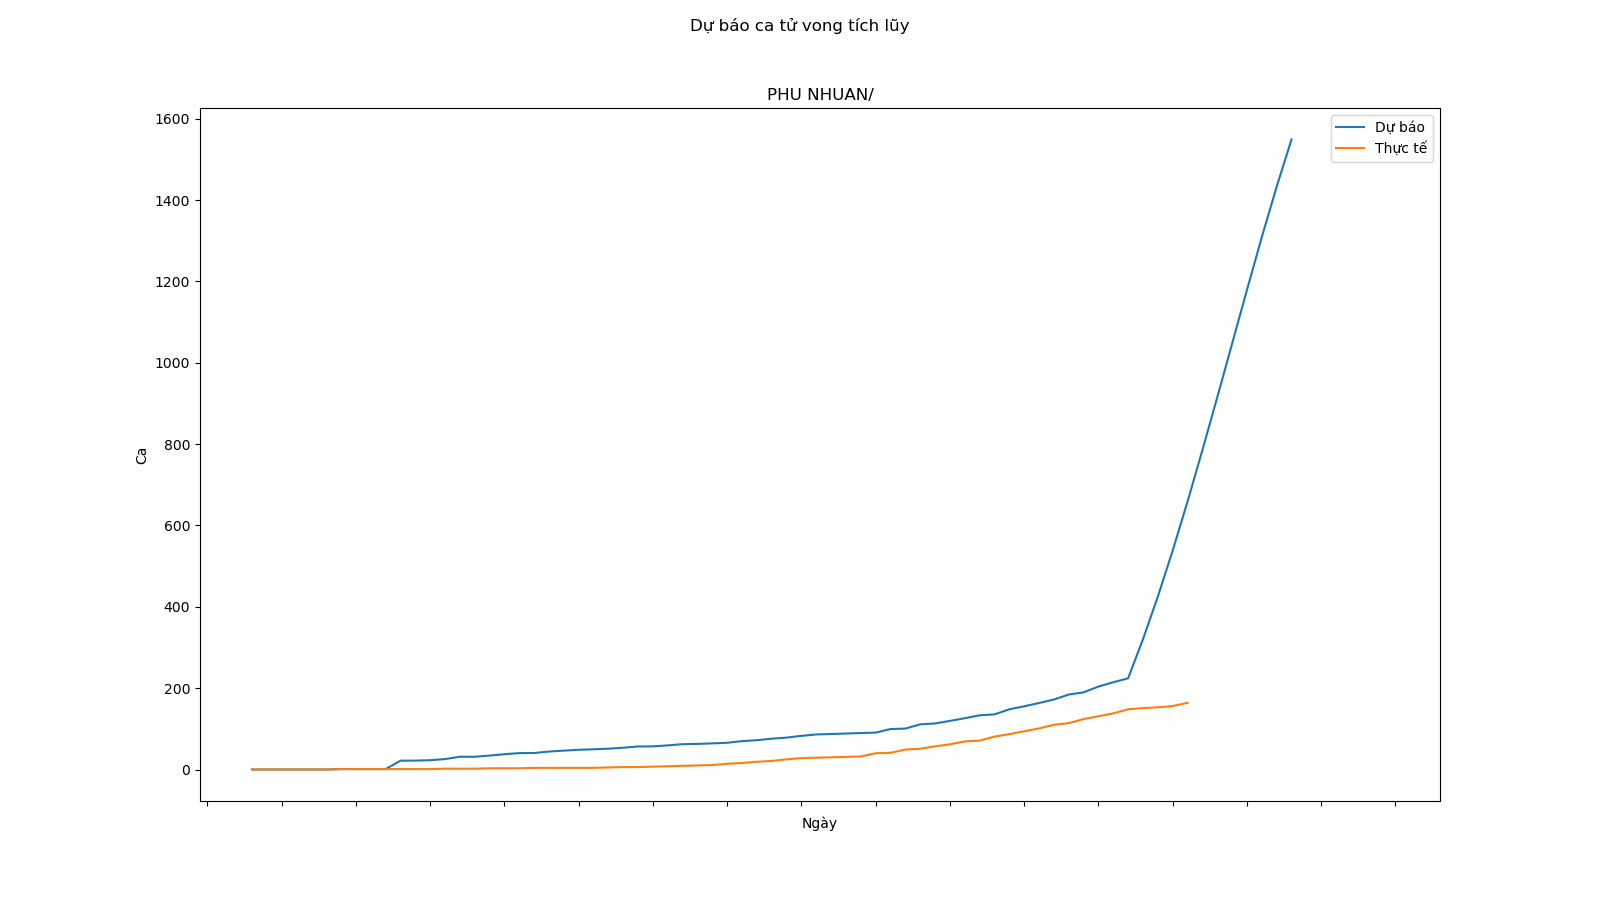 Dự báo ca tử vong tích lũy
PHU NHUAN/
1600
1400
1200
1000
800
600
400
200
0
Ca
Ngày
Dự báo
Thực tế